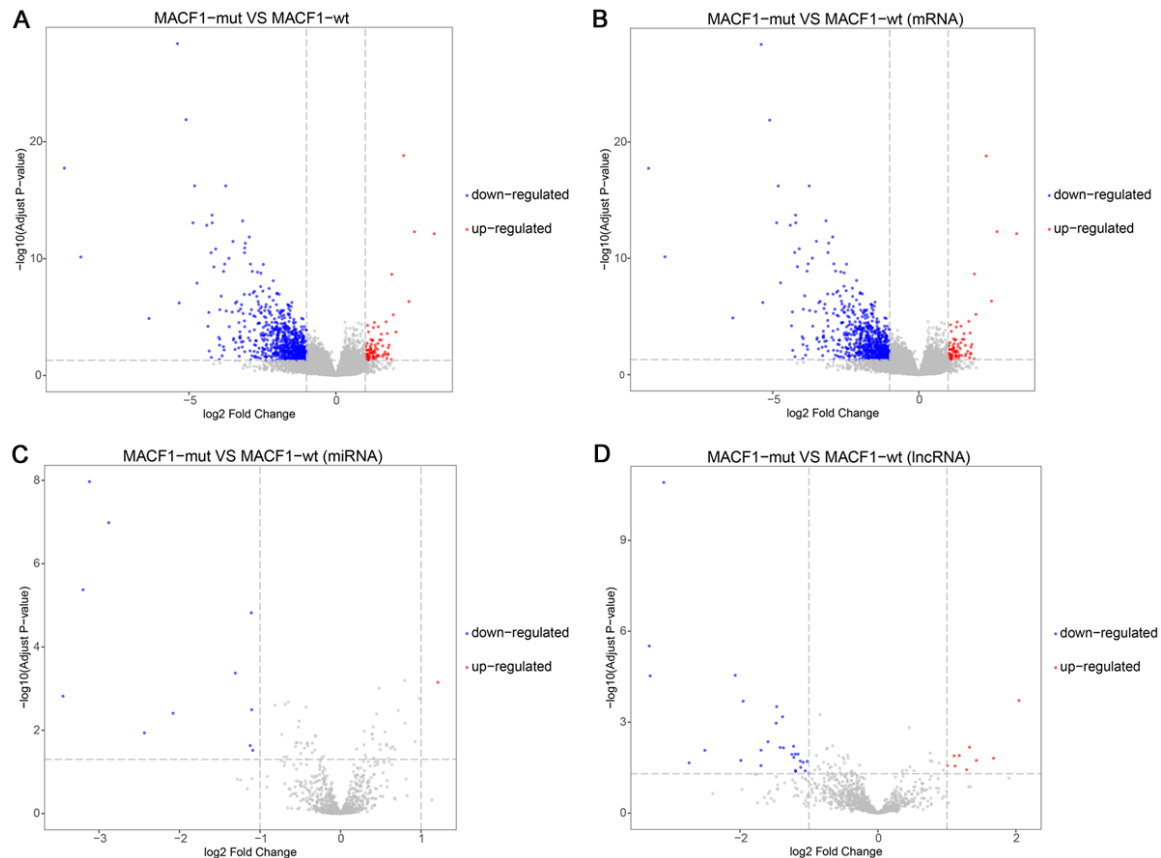 A
MACF1−mut VS MACF1−wt
−log10(Adjust P−value)
20
10
0
−5
0
log2 Fold Change
down−regulated
up−regulated
B
MACF1−mut VS MACF1−wt (mRNA)
−log10(Adjust P−value)
20
10
0
−5
0
log2 Fold Change
down−regulated
up−regulated
C
MACF1−mut VS MACF1−wt (miRNA)
−log10(Adjust P−value)
8
6
4
2
0
−3
−2
−1
0
1
log2 Fold Change
down−regulated
up−regulated
D
MACF1−mut VS MACF1−wt (lncRNA)
−log10(Adjust P−value)
9
6
3
0
−2
0
2
log2 Fold Change
down−regulated
up−regulated